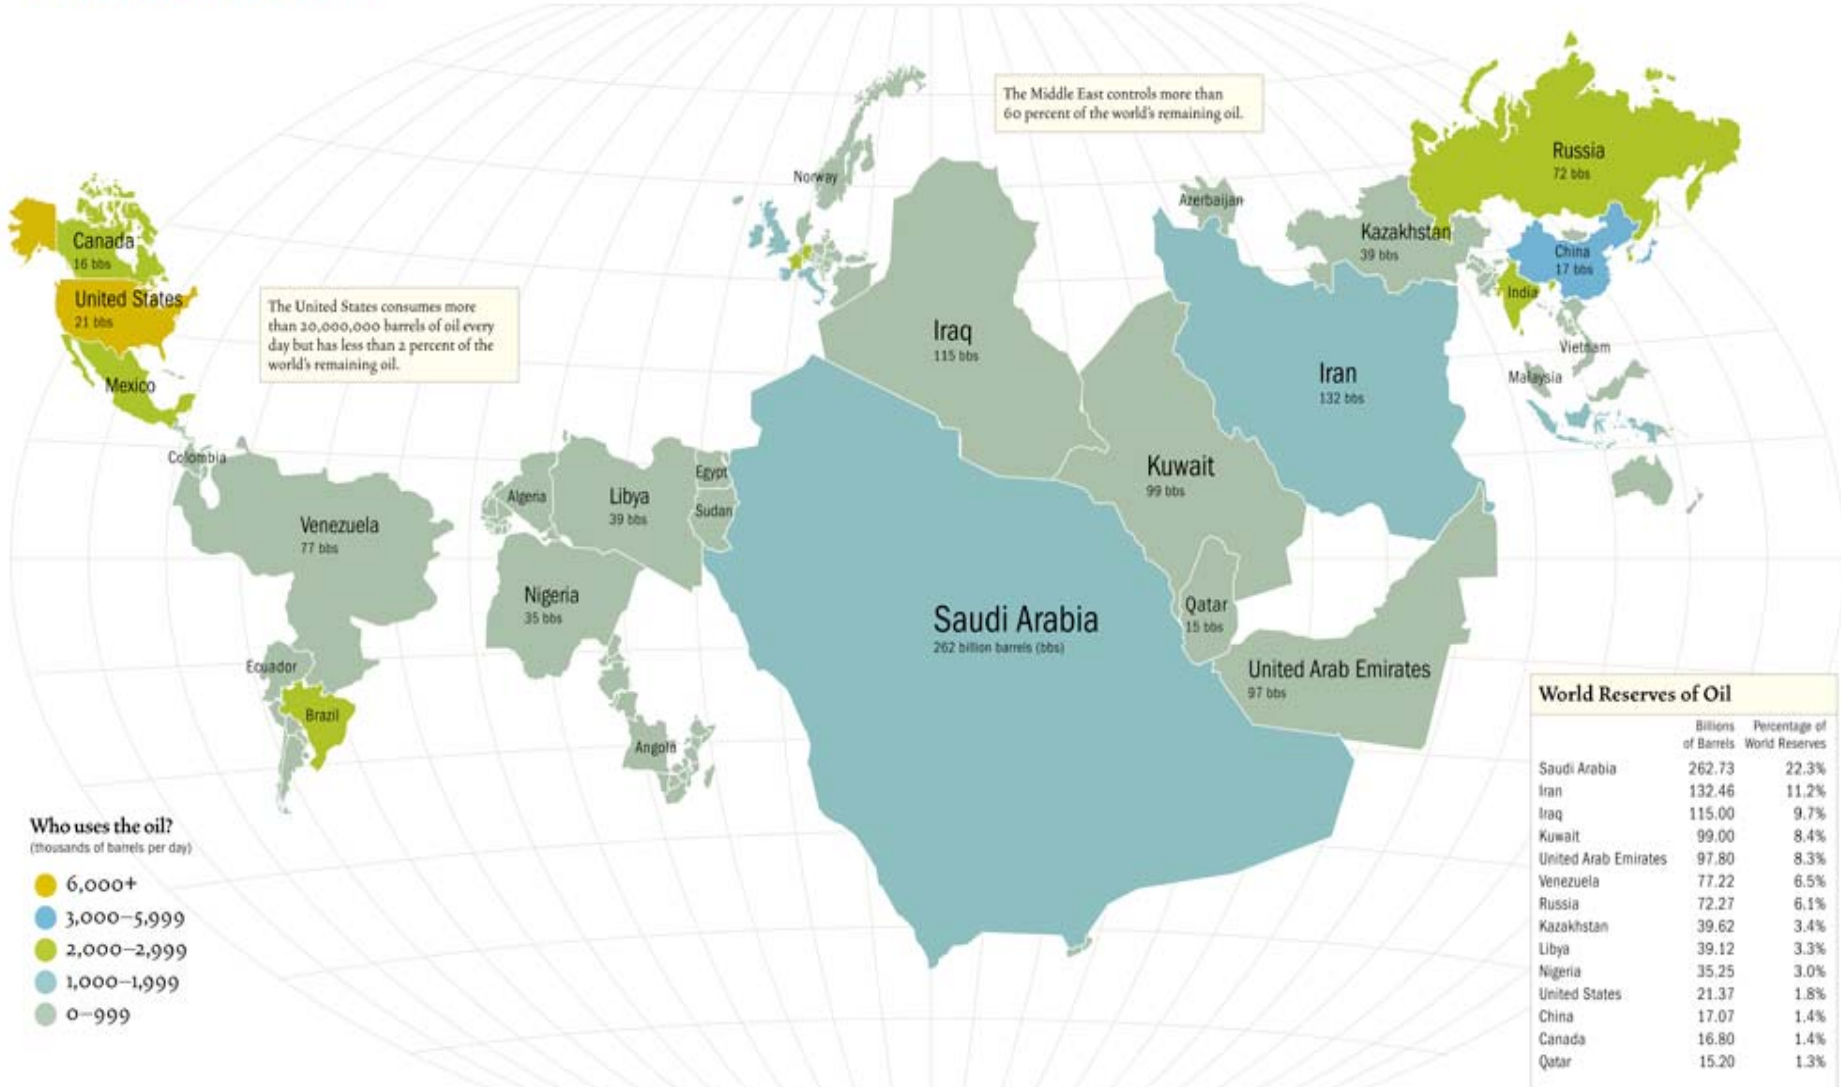 The Middle East controls more than
60 percent of the world's remaining oil.
Russia
72 bbs
Norway
Azerbaijan
Kazakhstan
39 bbs
Canada
16 bbs
China
17 bbs
United States
21 bbs
India
The United States consumes more
than 20,000,000 barrels of oil every
day but has less than 2 percent of the
world's remaining oil.
Iraq
115 bbs
Vietnam
Iran
132 bbs
Malaysia
Mexico
Colombia
Kuwait
99 bbs
Egypt
Algeria
Libya
39 bbs
Sudan
Venezuela
77 bbs
Nigeria
35 bbs
Qatar
15 bbs
Saudi Arabia
262 billion barrels (bbs)
Ecuador
United Arab Emirates
97 bbs
Brazil
Angola
World Reserves of Oil
Billions of Barrels Percentage of World Reserves
Saudi Arabia 262.73 22.3%
Iran 132.46 11.2%
Iraq 115.00 9.7%
Kuwait 99.00 8.4%
United Arab Emirates 97.80 8.3%
Venezuela 77.22 6.5%
Russia 72.27 6.1%
Kazakhstan 39.62 3.4%
Libya 39.12 3.3%
Nigeria 35.25 3.0%
United States 21.37 1.8%
China 17.07 1.4%
Canada 16.80 1.4%
Qatar 15.20 1.3%
Who uses the oil?
(thousands of barrels per day)
6,000+
3,000–5,999
2,000–2,999
1,000–1,999
0–999